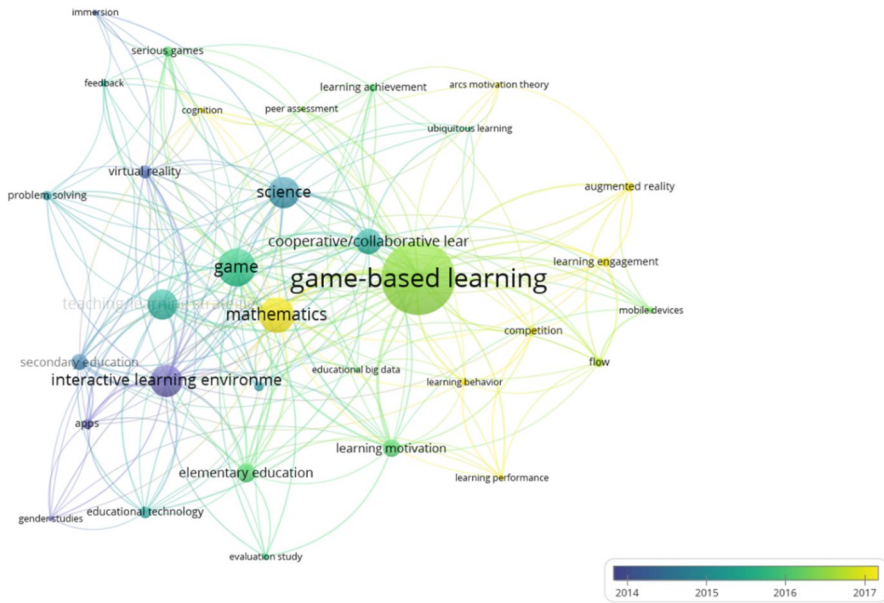 immersion
serious games
feedback
learning achievement
arcs motivation theory
cognition
peer assessment
ubiquitous learning
virtual reality
science
augmented reality
problem solving
cooperative/collaborative lear
game
learning engagement
game-based learning
teaching/learning strategies
mathematics
mobile devices
competition
secondary education
educational big data
flow
interactive learning environme
learning behavior
apps
learning motivation
elementary education
learning performance
gender studies
educational technology
evaluation study
2014 2015 2016 2017